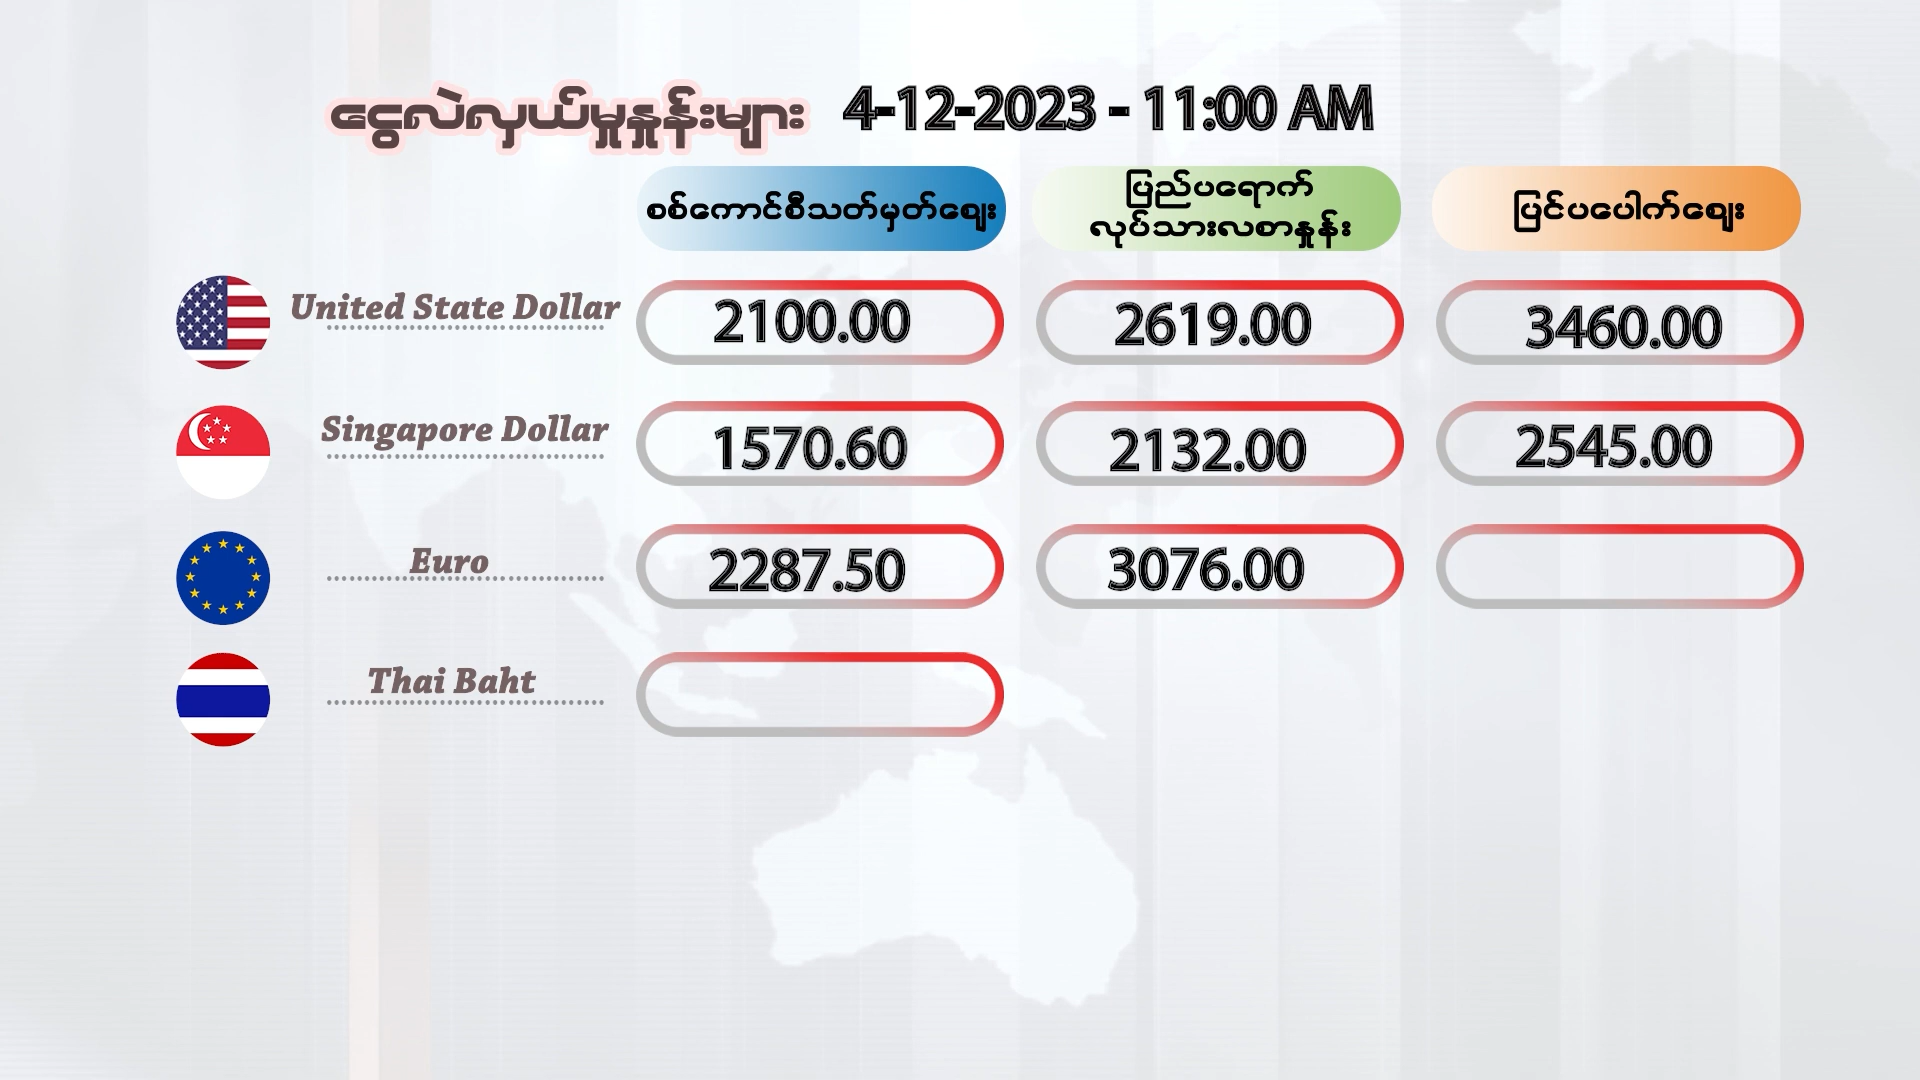 ငွေလဲလှယ်မှုနှုန်းများ 4-12-2023 - 11:00 AM
စစ်ကောင်စီသတ်မှတ်ဈေး
ပြည်ပရောက်
လုပ်သားလစာနှုန်း
ပြင်ပပေါက်ဈေး
United State Dollar 2100.00 2619.00 3460.00
Singapore Dollar 1570.60 2132.00 2545.00
Euro 2287.50 3076.00
Thai Baht